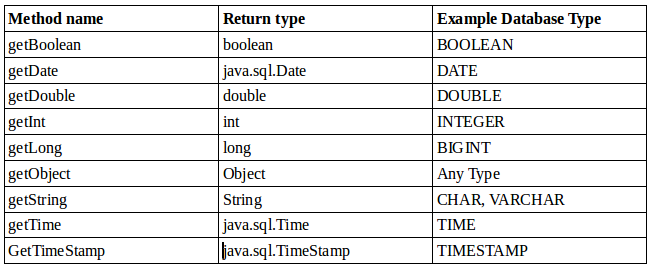 Method name Return type Example Database Type
getBoolean boolean BOOLEAN
getDate java.sql.Date DATE
getDouble double DOUBLE
getInt int INTEGER
getLong long BIGINT
getObject Object Any Type
getString String CHAR, VARCHAR
getTime java.sql.Time TIME
GetTimeStamp java.sql.TimeStamp TIMESTAMP